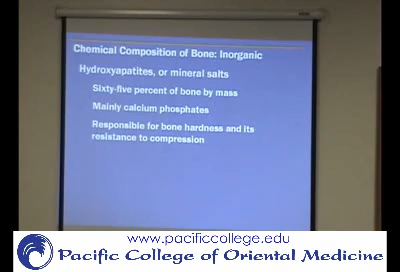 Chemical Composition of Bone: Inorganic
Hydroxyapatites, or mineral salts
Sixty-five percent of bone by mass
Mainly calcium phosphates
Responsible for bone hardness and its
resistance to compression
www.pacificcollege.edu
Pacific College of Oriental Medicine